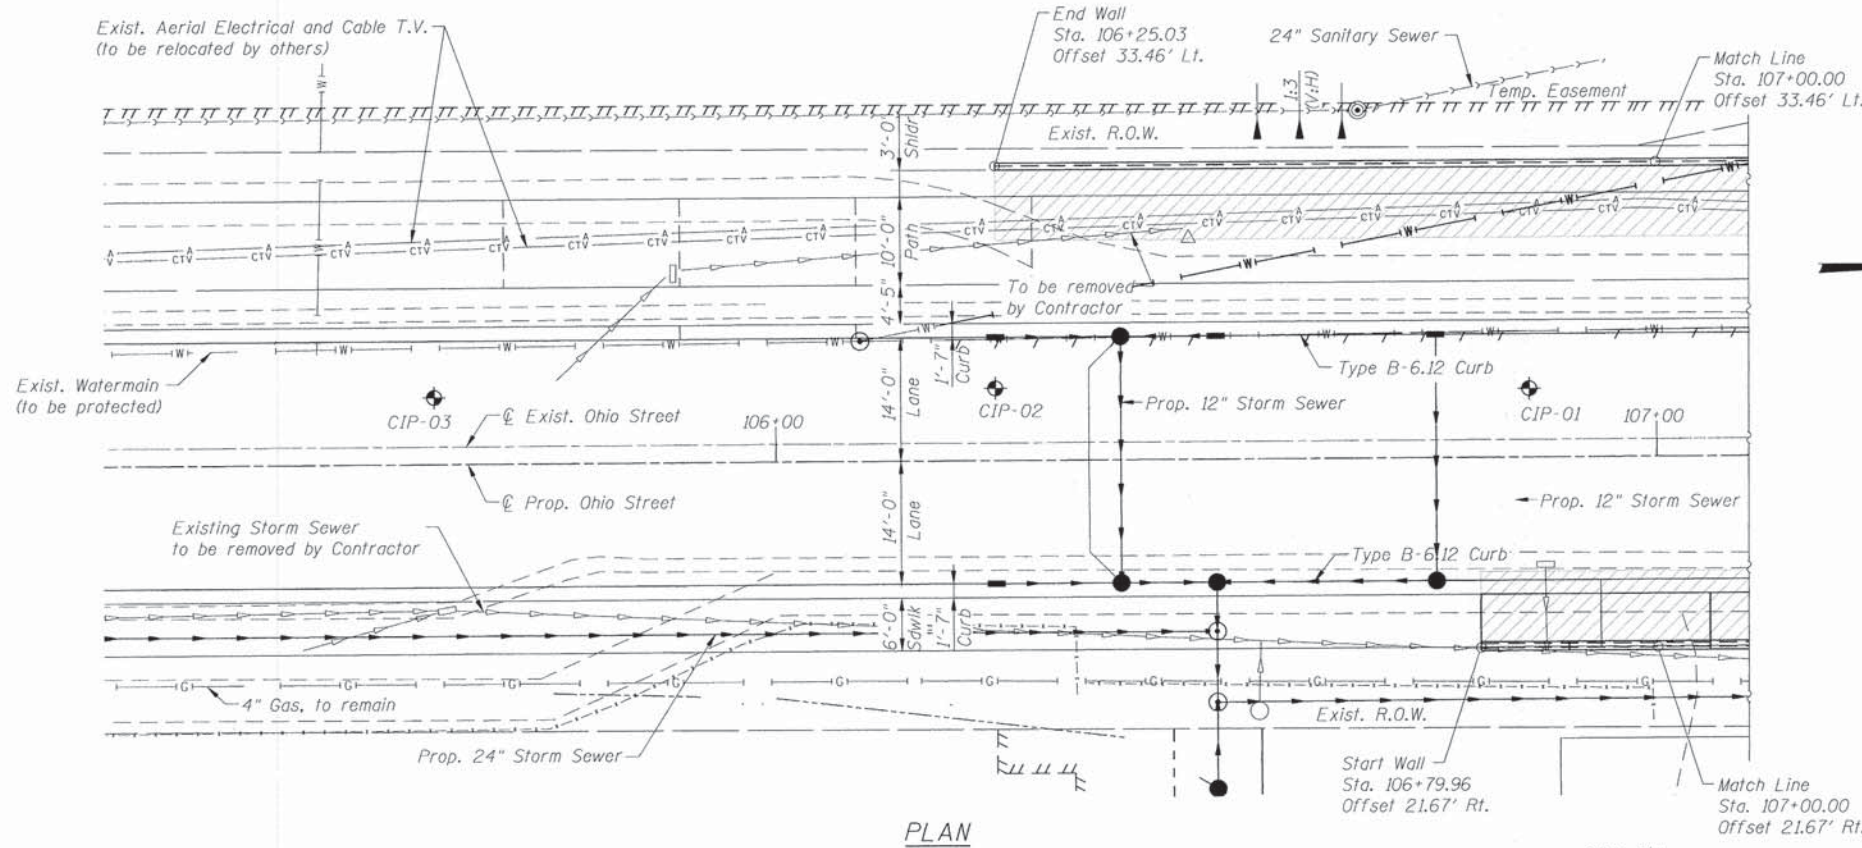 Exist. Aerial Electrical and Cable T.V.
(to be relocated by others)
End Wall
Sta. 106+25.03
Offset 33.46' Lt.
24" Sanitary Sewer
Match Line
Sta. 107+00.00
Offset 33.46' Lt.
1:3
(V:H)
Temp. Easement
Exist. R.O.W.
3'-0"
Shldr
10'-0"
Path
4'-5"
To be removed
by Contractor
1'-7"
Curb
Type B-6.12 Curb
Exist. Watermain
(to be protected)
14'-0"
Lane
CIP-03
CIP-02
CIP-01
Prop. 12" Storm Sewer
℄ Exist. Ohio Street
106+00
107+00
℄ Prop. Ohio Street
14'-0"
Lane
Prop. 12" Storm Sewer
Existing Storm Sewer
to be removed by Contractor
Type B-6.12 Curb
6'-0"
Sdwlk
1'-7"
Curb
4" Gas, to remain
Exist. R.O.W.
Prop. 24" Storm Sewer
Start Wall
Sta. 106+79.96
Offset 21.67' Rt.
Match Line
Sta. 107+00.00
Offset 21.67' Rt.
PLAN